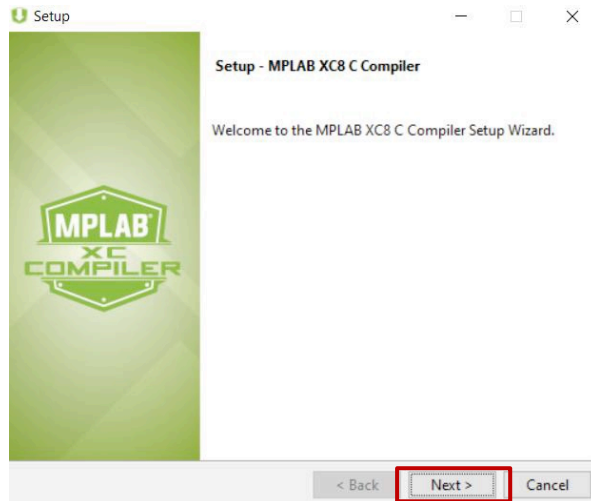 Setup
Setup - MPLAB XC8 C Compiler
Welcome to the MPLAB XC8 C Compiler Setup Wizard.
MPLAB®
XC
COMPILER
< Back Next > Cancel